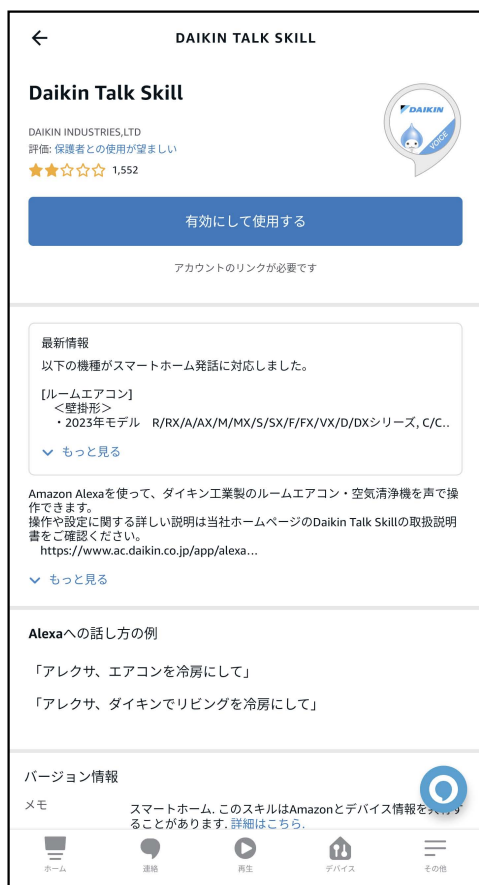 DAIKIN TALK SKILL
Daikin Talk Skill
DAIKIN INDUSTRIES,LTD
評価: 保護者との使用が望ましい
1,552
DAIKIN
VOICE
有効にして使用する
アカウントのリンクが必要です
最新情報
以下の機種がスマートホーム発話に対応しました。
[ルームエアコン]
＜壁掛形＞
・2023年モデル　R/RX/A/AX/M/MX/S/SX/F/FX/VX/D/DXシリーズ, C/C..
もっと見る
Amazon Alexaを使って、ダイキン工業製のルームエアコン・空気清浄機を声で操
作できます。
操作や設定に関する詳しい説明は当社ホームページのDaikin Talk Skillの取扱説明
書をご確認ください。
https://www.ac.daikin.co.jp/app/alexa...
もっと見る
Alexaへの話し方の例
「アレクサ、エアコンを冷房にして」
「アレクサ、ダイキンでリビングを冷房にして」
バージョン情報
メモ
スマートホーム. このスキルはAmazonとデバイス情報を
ることがあります. 詳細はこちら.
ホーム
連絡
再生
デバイス
その他